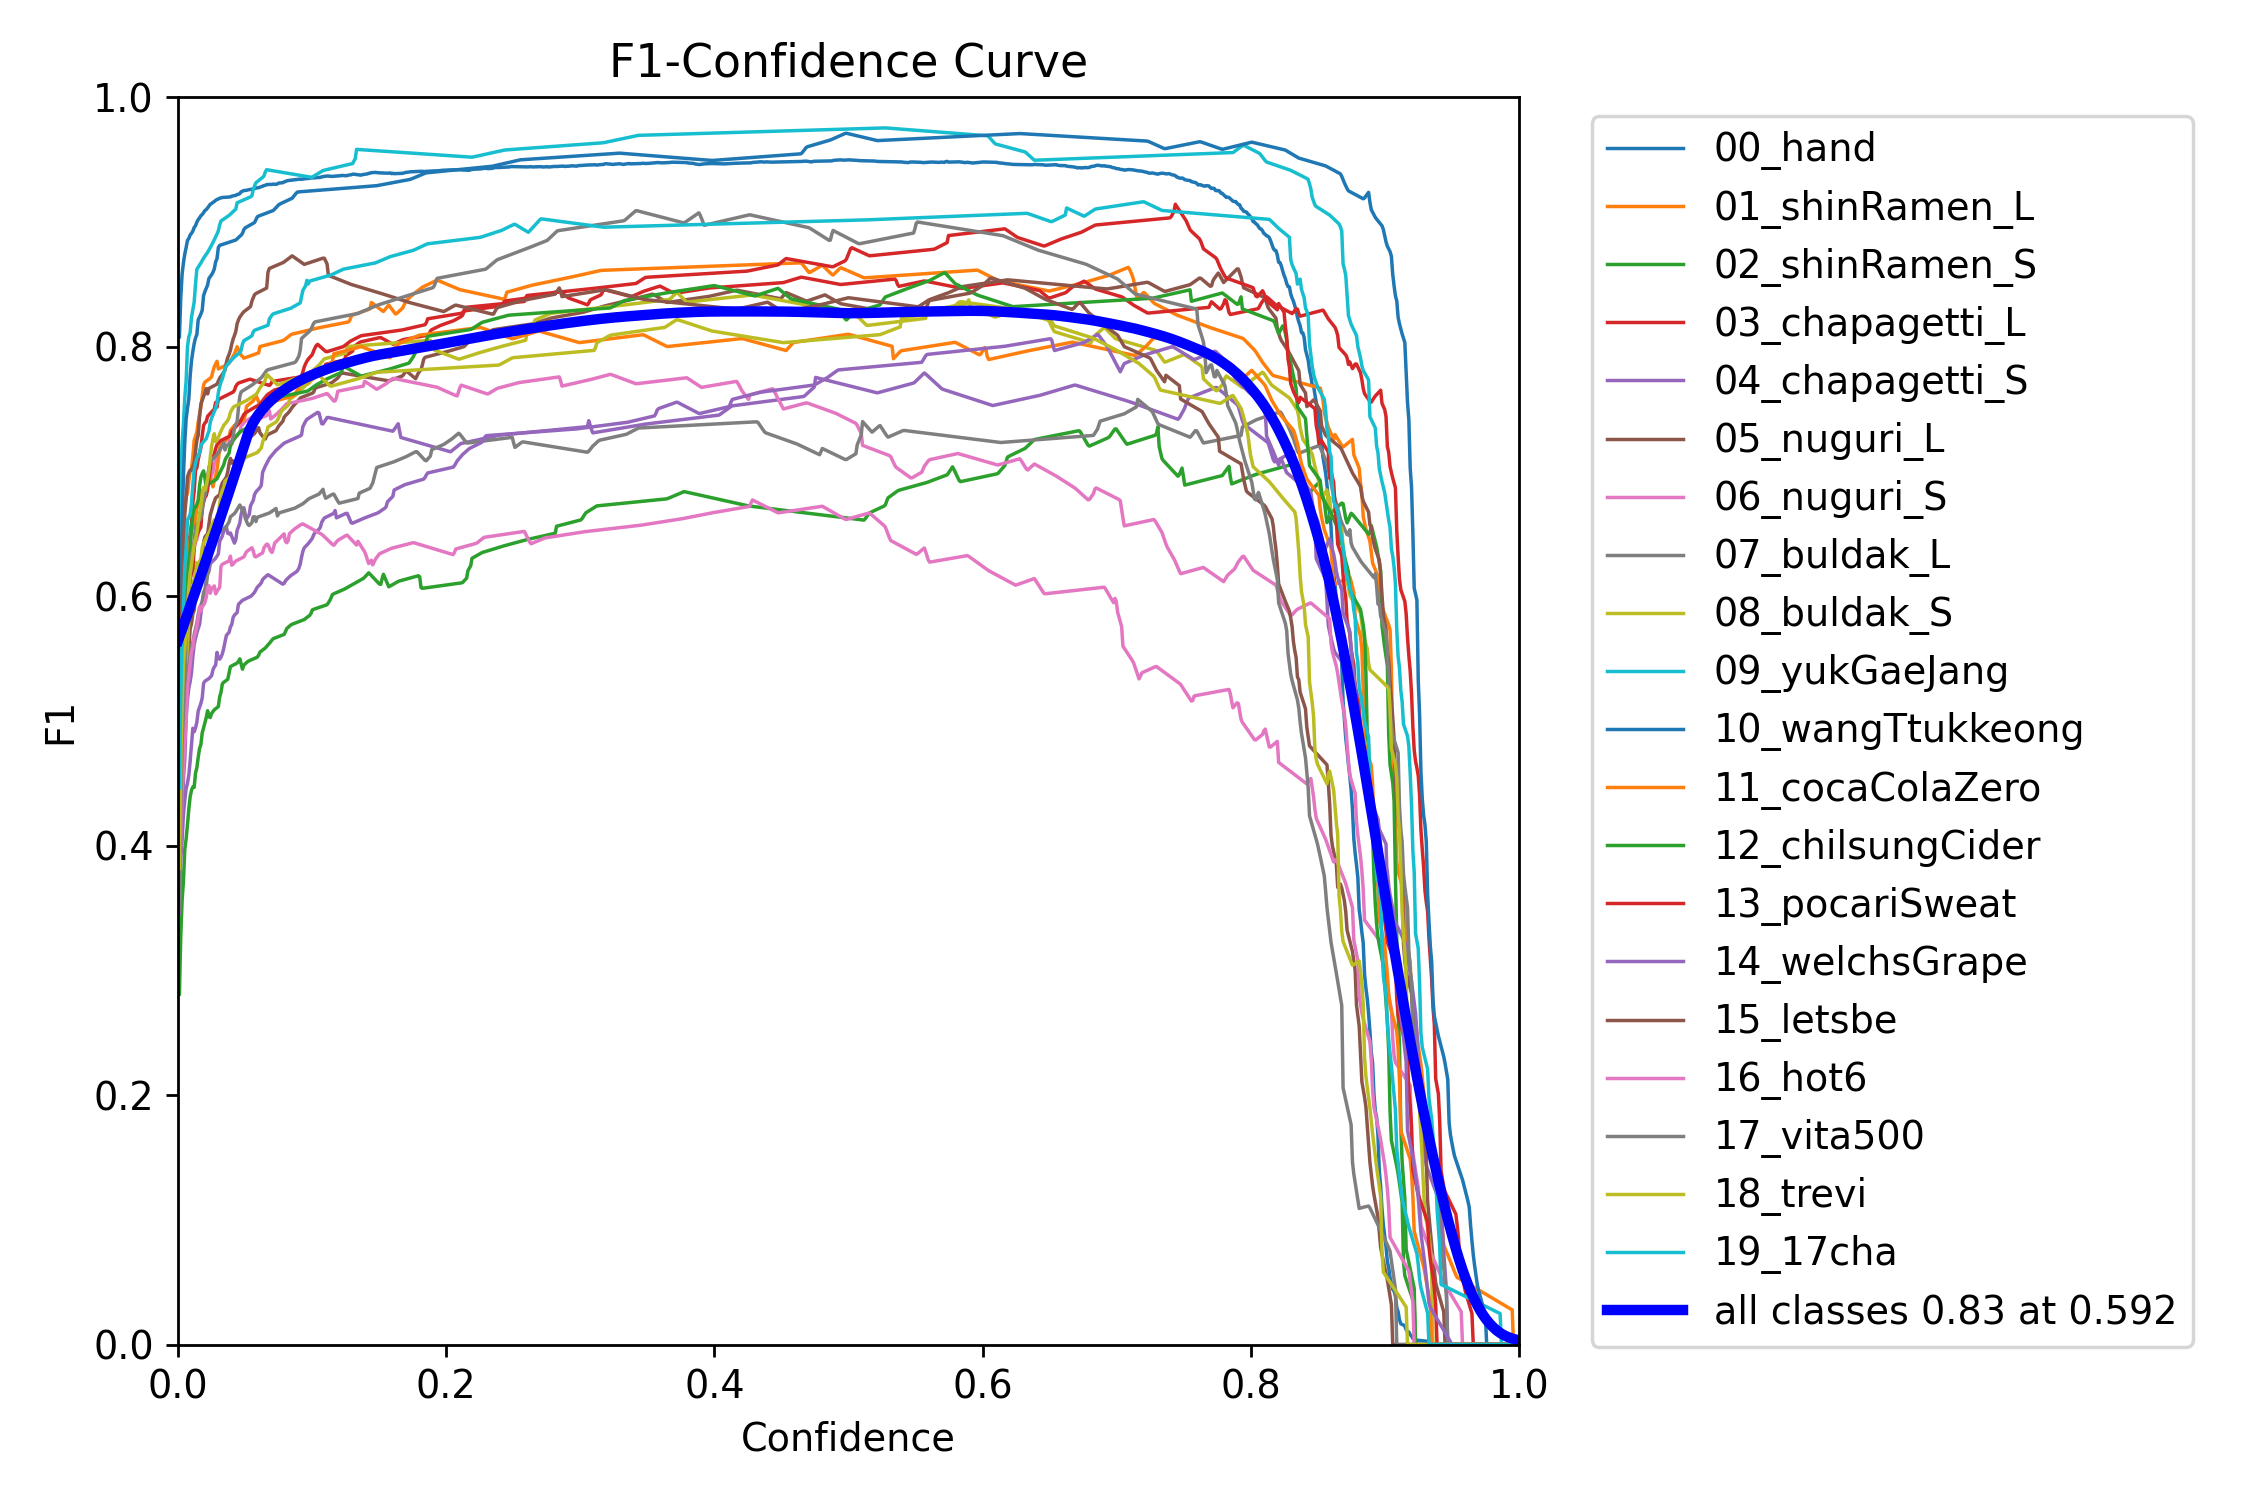 F1-Confidence Curve
1.0
0.8
0.6
0.4
0.2
0.0
F1
0.0 0.2 0.4 0.6 0.8 1.0
Confidence
00_hand
01_shinRamen_L
02_shinRamen_S
03_chapagetti_L
04_chapagetti_S
05_nuguri_L
06_nuguri_S
07_buldak_L
08_buldak_S
09_yukGaeJang
10_wangTtukkeong
11_cocaColaZero
12_chilsungCider
13_pocariSweat
14_welchsGrape
15_letsbe
16_hot6
17_vita500
18_trevi
19_17cha
all classes 0.83 at 0.592